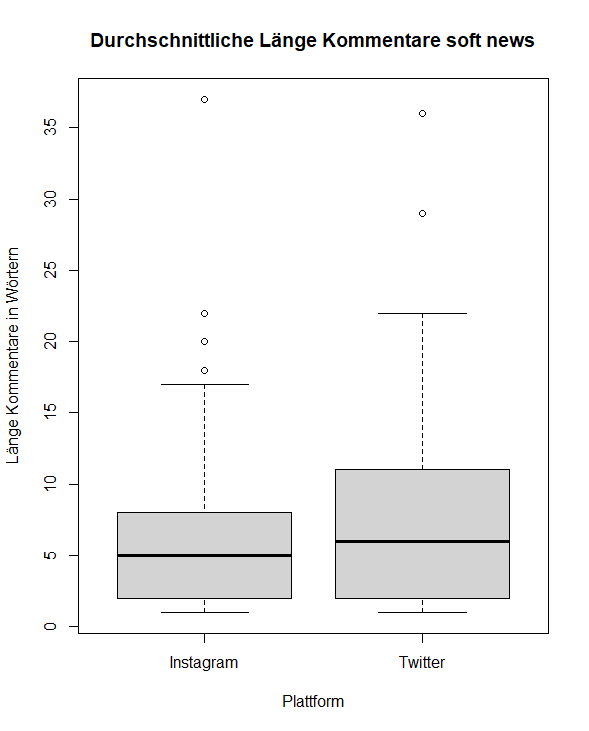 Durchschnittliche Länge Kommentare soft news
Länge Kommentare in Wörtern
35
30
25
20
15
10
5
0
Instagram
Twitter
Plattform